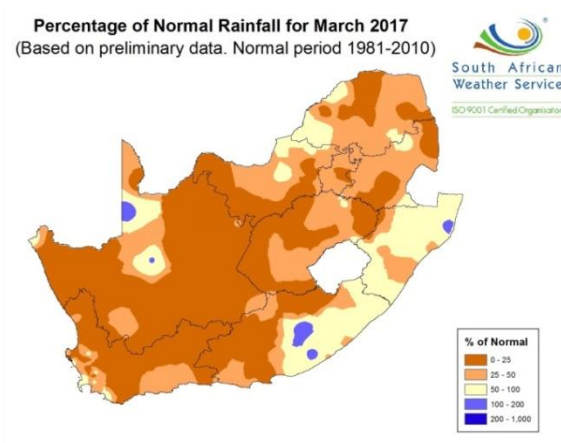 Percentage of Normal Rainfall for March 2017
(Based on preliminary data. Normal period 1981-2010)
South African
Weather Service
ISO 9001 Certified Organisation
% of Normal
0 - 25
25 - 50
50 - 100
100 - 200
200 - 1,000